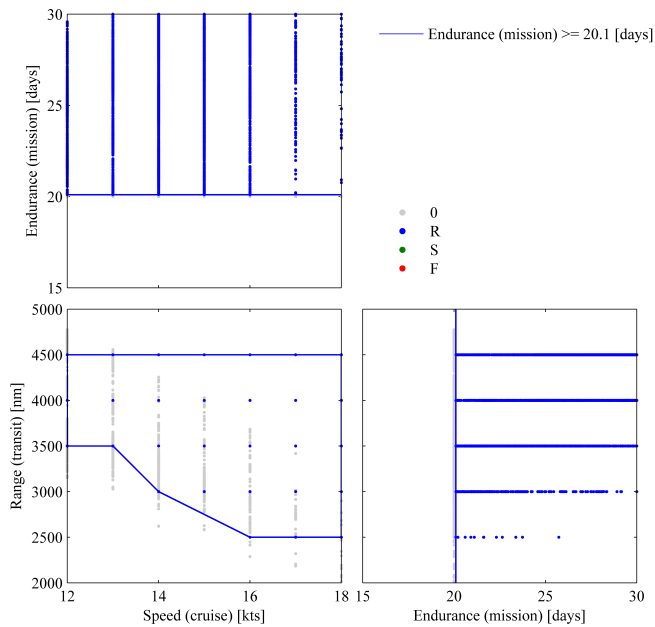 Endurance (mission) >= 20.1 [days]
30
25
20
15
Endurance (mission) [days]
0
R
S
F
5000
4500
4000
3500
3000
2500
2000
Range (transit) [nm]
12 14 16 18
Speed (cruise) [kts]
15 20 25 30
Endurance (mission) [days]